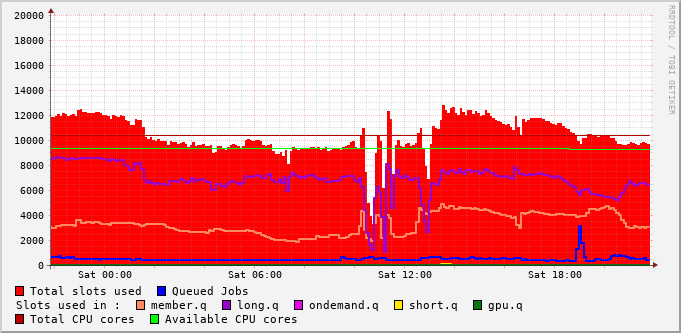 20000
18000
16000
14000
12000
10000
8000
6000
4000
2000
0
Sat 00:00 Sat 06:00 Sat 12:00 Sat 18:00
RRDTOOL / TOBI OETIKER
Total slots used Queued Jobs
Slots used in : member.q long.q ondemand.q short.q gpu.q
Total CPU cores Available CPU cores